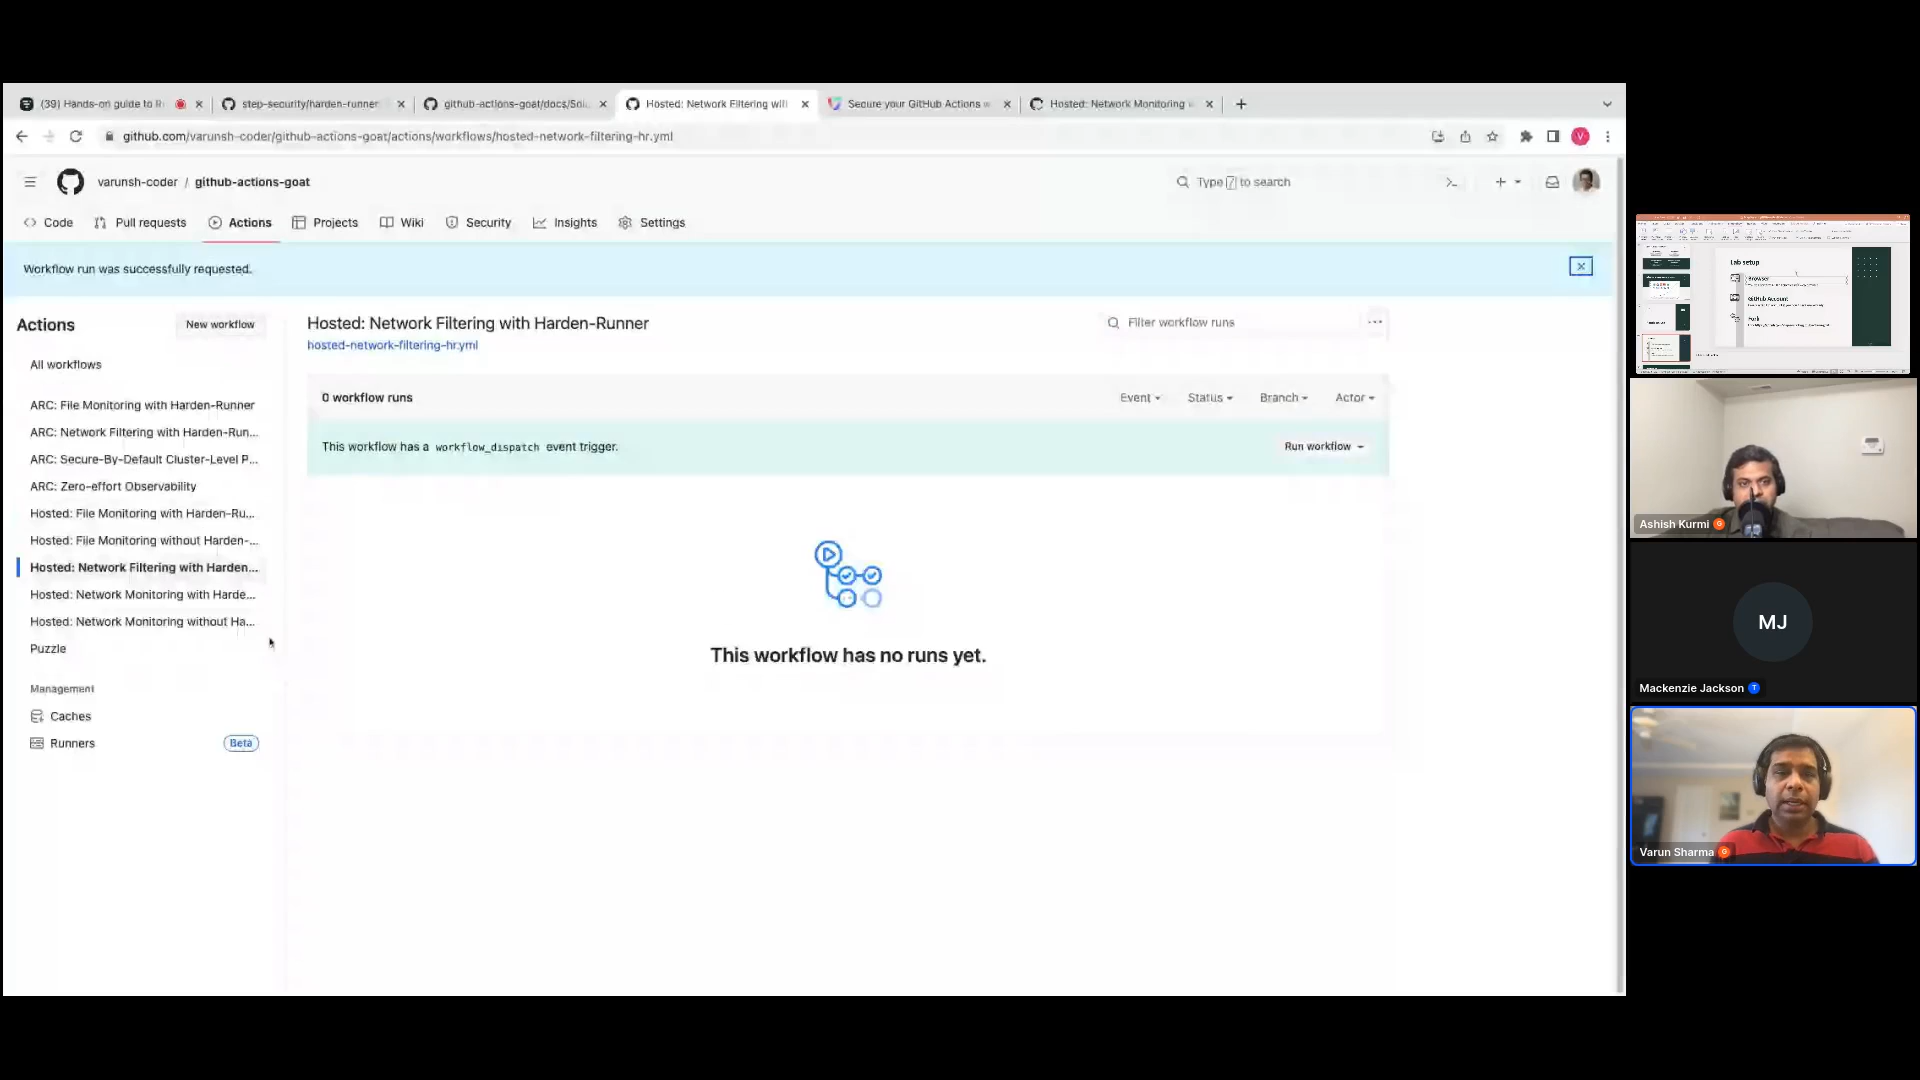 (39) Hands-on guide to R
step-security/harden-runner
github-actions-goat/docs/Solu
Hosted: Network Filtering wit
Secure your GitHub Actions w
Hosted: Network Monitoring w
github.com/varunsh-coder/github-actions-goat/actions/workflows/hosted-network-filtering-hr.yml
V
varunsh-coder / github-actions-goat
Type / to search
Code
Pull requests
Actions
Projects
Wiki
Security
Insights
Settings
Workflow run was successfully requested.
Actions
New workflow
All workflows
ARC: File Monitoring with Harden-Runner
ARC: Network Filtering with Harden-Run...
ARC: Secure-By-Default Cluster-Level P...
ARC: Zero-effort Observability
Hosted: File Monitoring with Harden-Ru...
Hosted: File Monitoring without Harden-...
Hosted: Network Filtering with Harden...
Hosted: Network Monitoring with Harde...
Hosted: Network Monitoring without Ha...
Puzzle
Management
Caches
Runners
Beta
Hosted: Network Filtering with Harden-Runner
hosted-network-filtering-hr.yml
Filter workflow runs
0 workflow runs
Event
Status
Branch
Actor
This workflow has a workflow_dispatch event trigger.
Run workflow
This workflow has no runs yet.
Lab setup
Browser
GitHub Account
Fork
Ashish Kurmi
MJ
Mackenzie Jackson
Varun Sharma